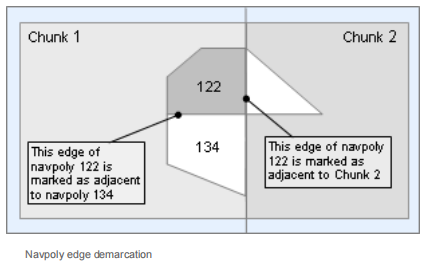 Chunk 1
Chunk 2
122
134
This edge of
navpoly 122 is
marked as adjacent
to navpoly 134
This edge of navpoly
122 is marked as
adjacent to Chunk 2
Navpoly edge demarcation